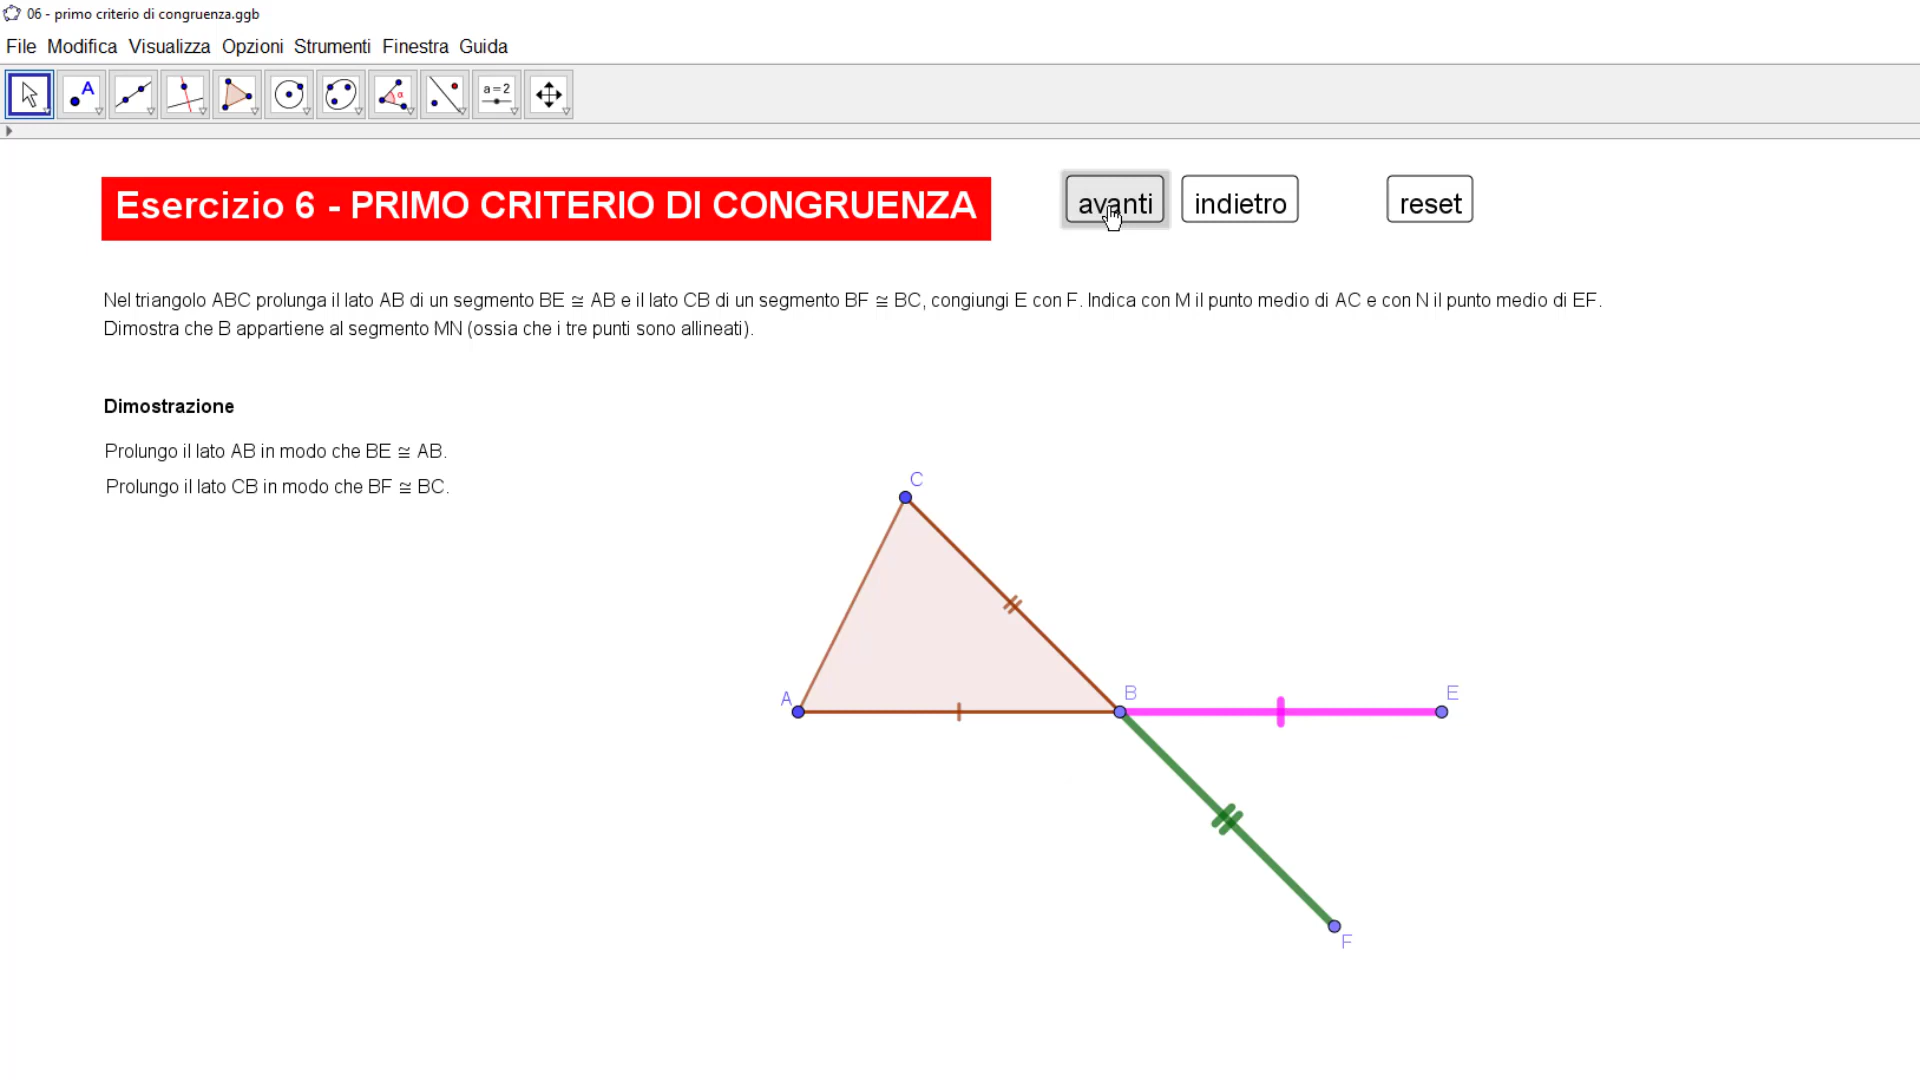 06 - primo criterio di congruenza.ggb
File Modifica Visualizza Opzioni Strumenti Finestra Guida
A
α
a=2
Esercizio 6 - PRIMO CRITERIO DI CONGRUENZA
avanti
indietro
reset
Nel triangolo ABC prolunga il lato AB di un segmento BE ≅ AB e il lato CB di un segmento BF ≅ BC, congiungi E con F. Indica con M il punto medio di AC e con N il punto medio di EF.
Dimostra che B appartiene al segmento MN (ossia che i tre punti sono allineati).
Dimostrazione
Prolungo il lato AB in modo che BE ≅ AB.
Prolungo il lato CB in modo che BF ≅ BC.
C
A
B
E
F